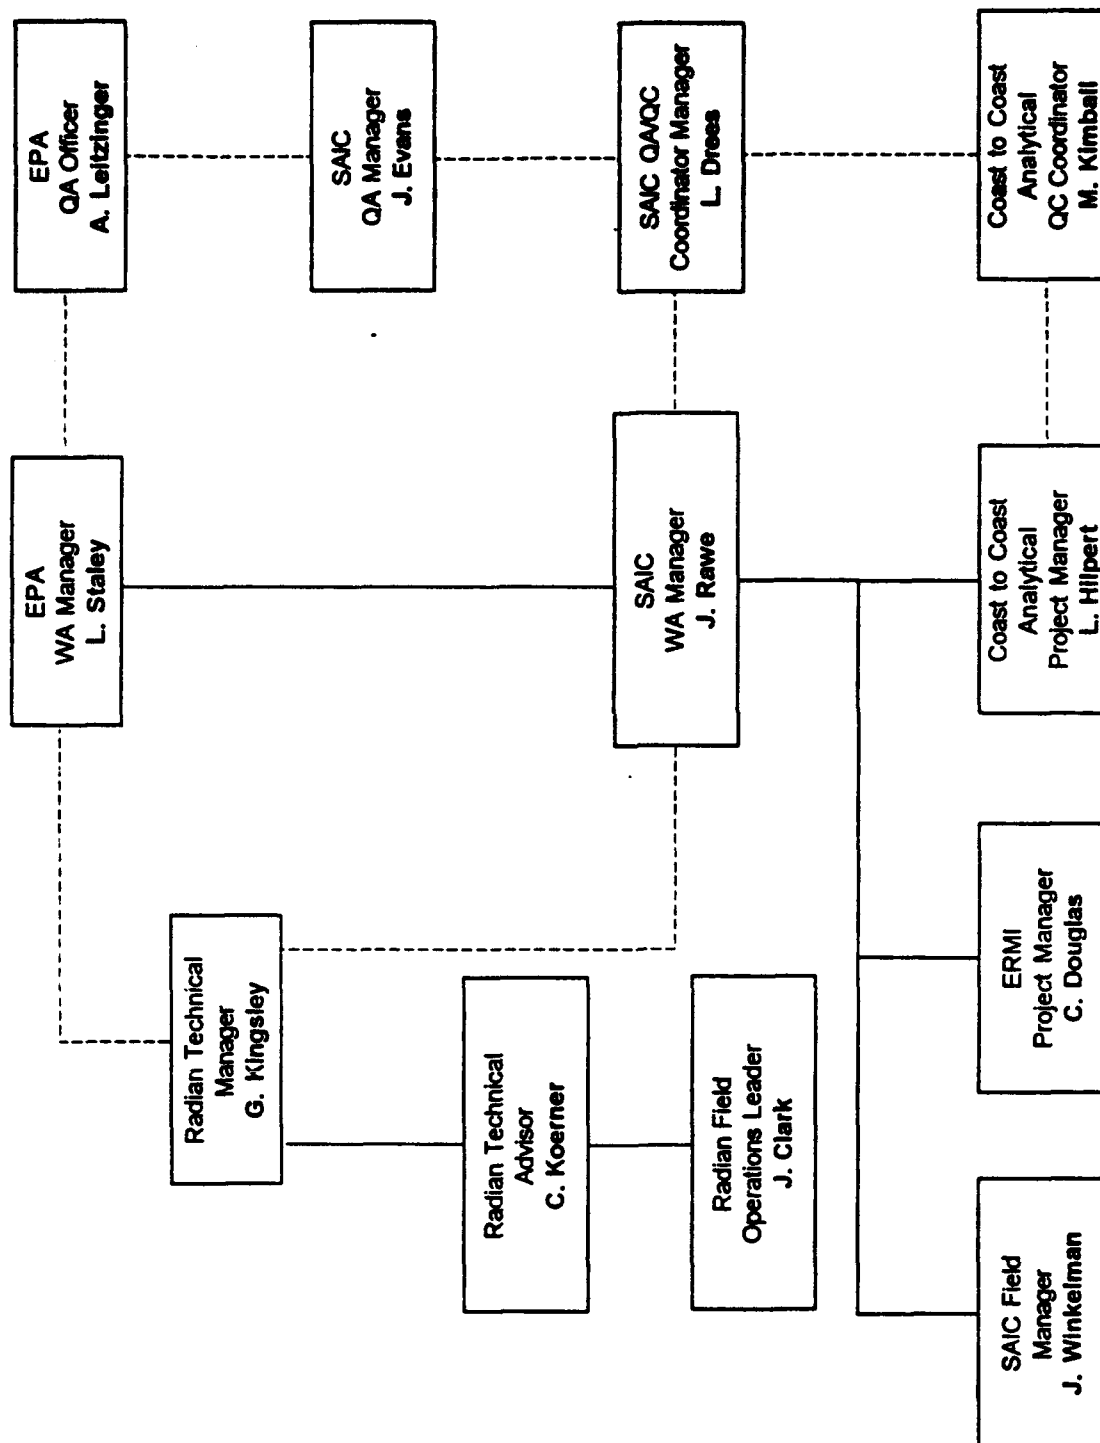 EPA
QA Officer
A. Leitzinger
SAIC
QA Manager
J. Evans
SAIC QA/QC
Coordinator Manager
L. Drees
Coast to Coast
Analytical
QC Coordinator
M. Kimball
EPA
WA Manager
L. Staley
SAIC
WA Manager
J. Rawe
Coast to Coast
Analytical
Project Manager
L. Hilpert
Radian Technical
Manager
G. Kingsley
Radian Technical
Advisor
C. Koerner
Radian Field
Operations Leader
J. Clark
ERMI
Project Manager
C. Douglas
SAIC Field
Manager
J. Winkelman